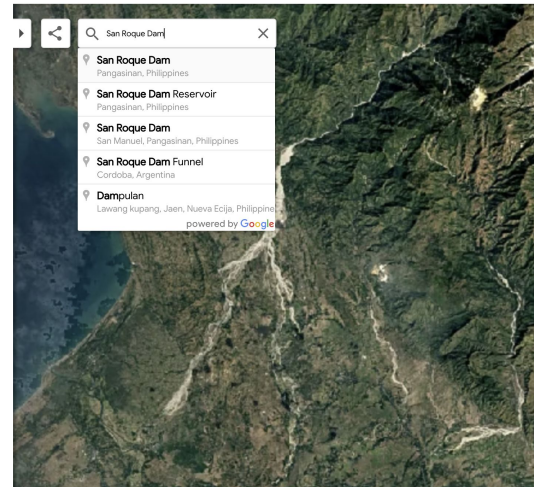 San Roque Dam
San Roque Dam
Pangasinan, Philippines
San Roque Dam Reservoir
Pangasinan, Philippines
San Roque Dam
San Manuel, Pangasinan, Philippines
San Roque Dam Funnel
Cordoba, Argentina
Dampulan
Lawang kupang, Jaen, Nueva Ecija, Philippine
powered by Google